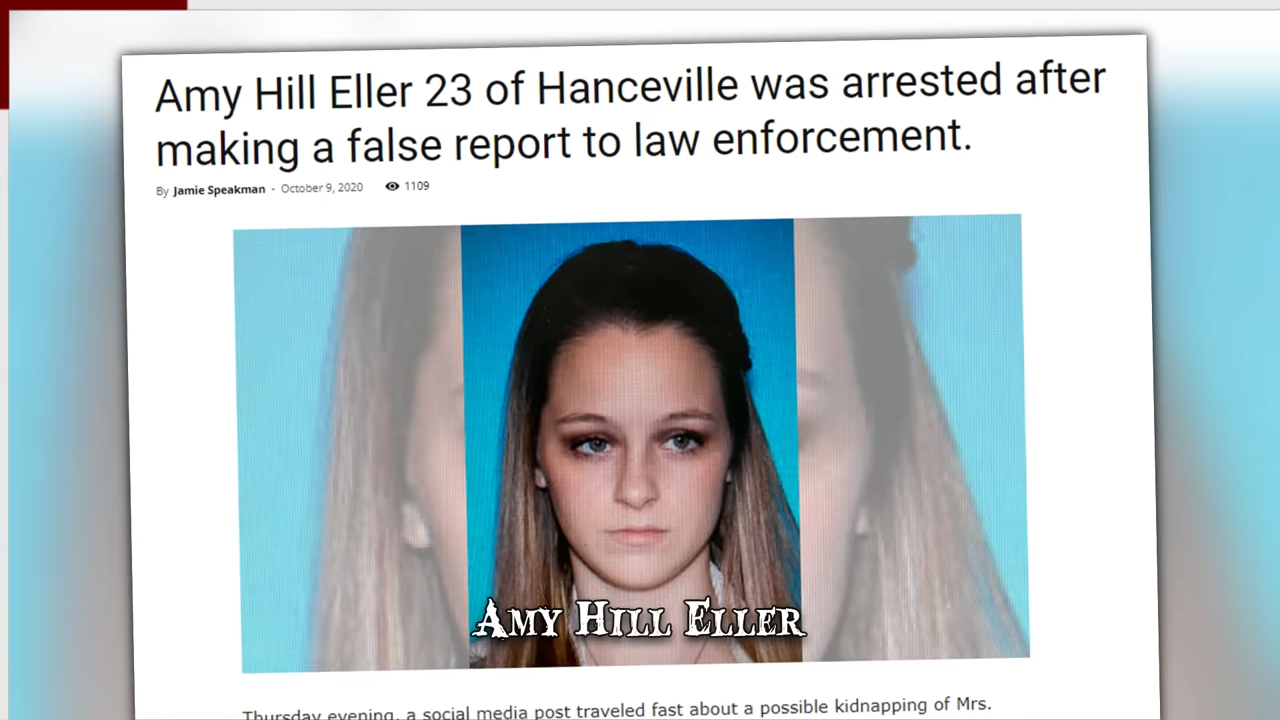 Amy Hill Eller 23 of Hanceville was arrested after
making a false report to law enforcement.
By Jamie Speakman - October 9, 2020 1109
Amy Hill Eller
Thursday evening, a social media post traveled fast about a possible kidnapping of Mrs.